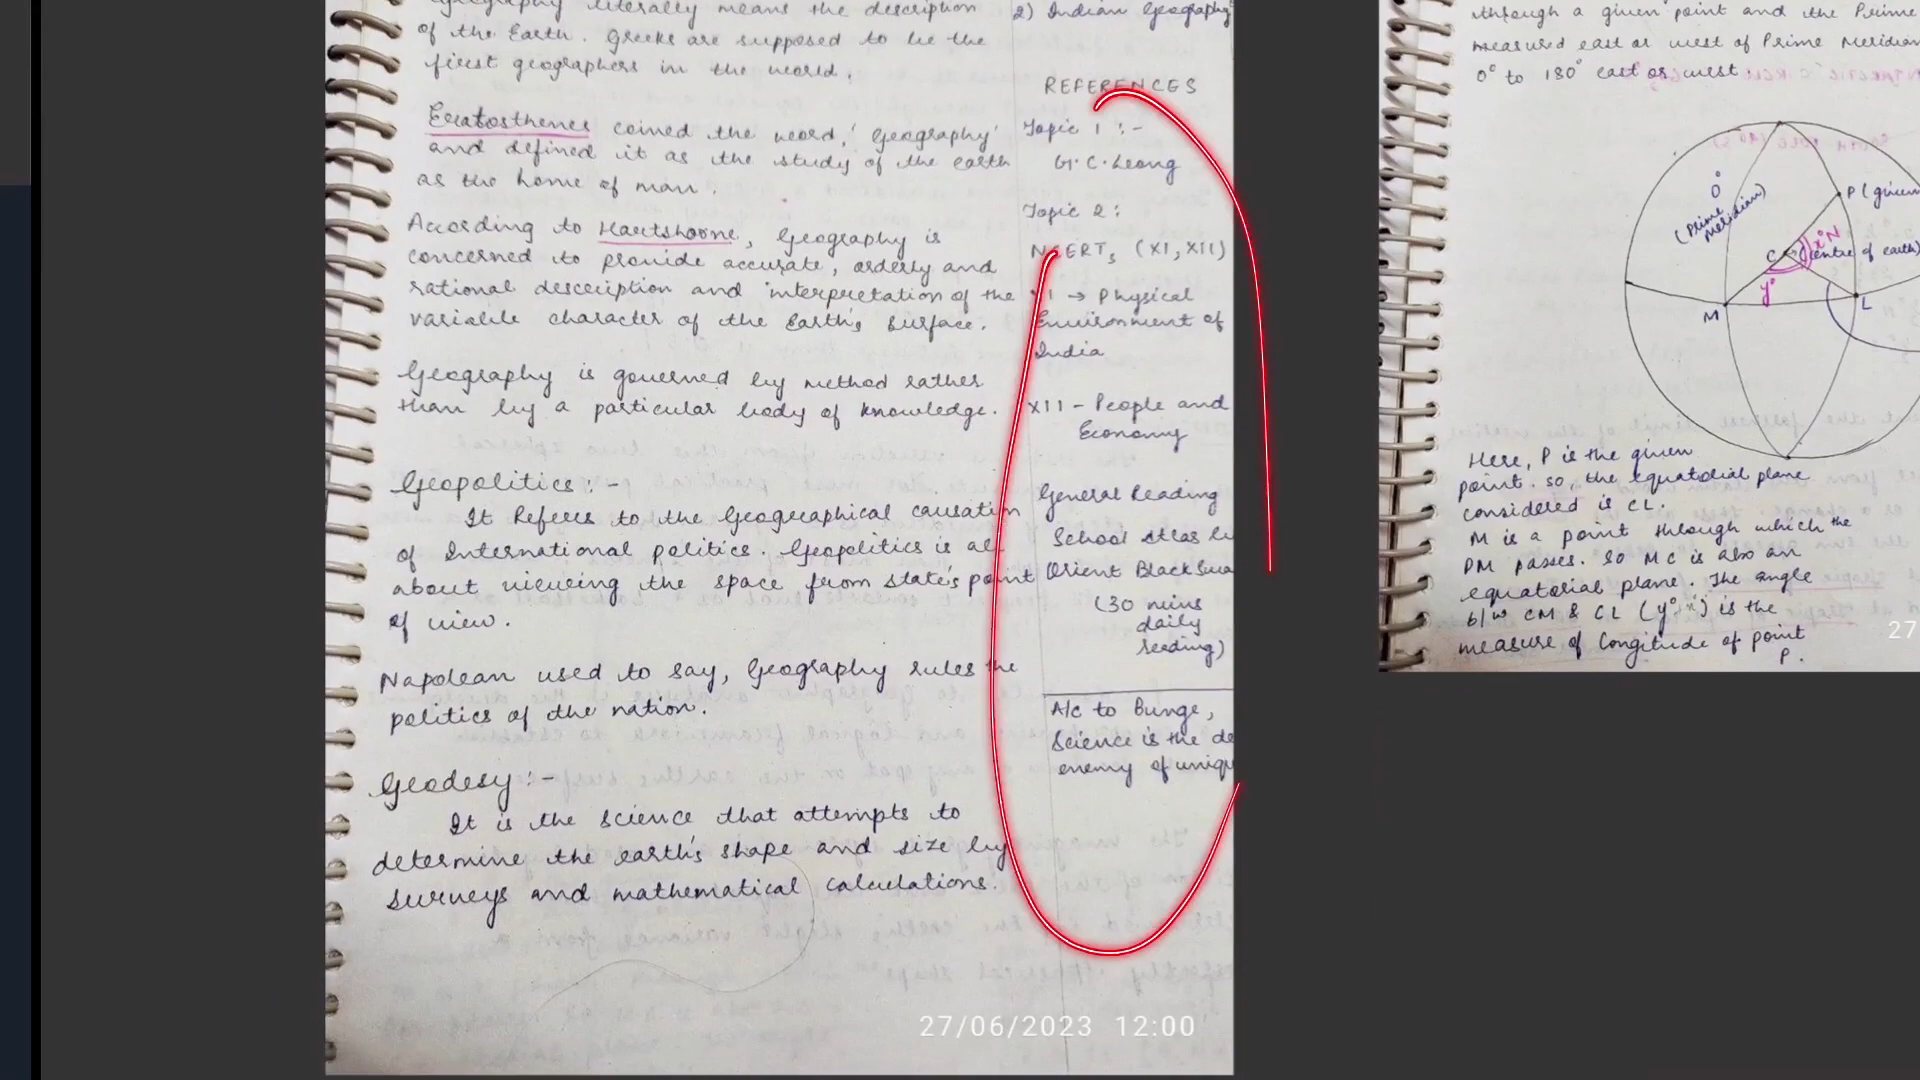 Geography literally means the description
of the Earth. Greeks are supposed to be the
first geographers in the world.
Eratosthenes coined the word, 'Geography'
and defined it as the study of the earth
as the home of man.
According to Hartshorne, Geography is
concerned to provide accurate, orderly and
rational description and interpretation of the
variable character of the Earth's surface.
Geography is governed by method rather
than by a particular body of knowledge.
Geopolitics :-
It Refers to the Geographical causation
of International politics. Geopolitics is all
about viewing the space from state's point
of view.
Napolean used to say, Geography rules the
politics of the nation.
Geodesy :-
It is the science that attempts to
determine the earth's shape and size by
surveys and mathematical calculations.
2) Indian Geography
REFERENCES
Topic 1 :-
G.C. Leong
Topic 2 :
NCERTs (XI, XII)
XI → Physical
Environment of
India
XII - People and
Economy
General Reading
School Atlas
Orient Black
(30 mins
daily
reading)
A/c to Bunge,
Science is the
enemy of
27/06/2023 12:00
through a given point and the Prime
measured east or west of Prime Meridian
0° to 180° east or west
0°
(Prime
Meridian)
P (given
C (centre of earth)
x°N
y°
M
L
Here, P is the given
point. So, the equatorial plane
considered is CL.
M is a point through which the
PM passes. So MC is also an
equatorial plane. The angle
b/w CM & CL (y°) is the
measure of Longitude of point
P.
27